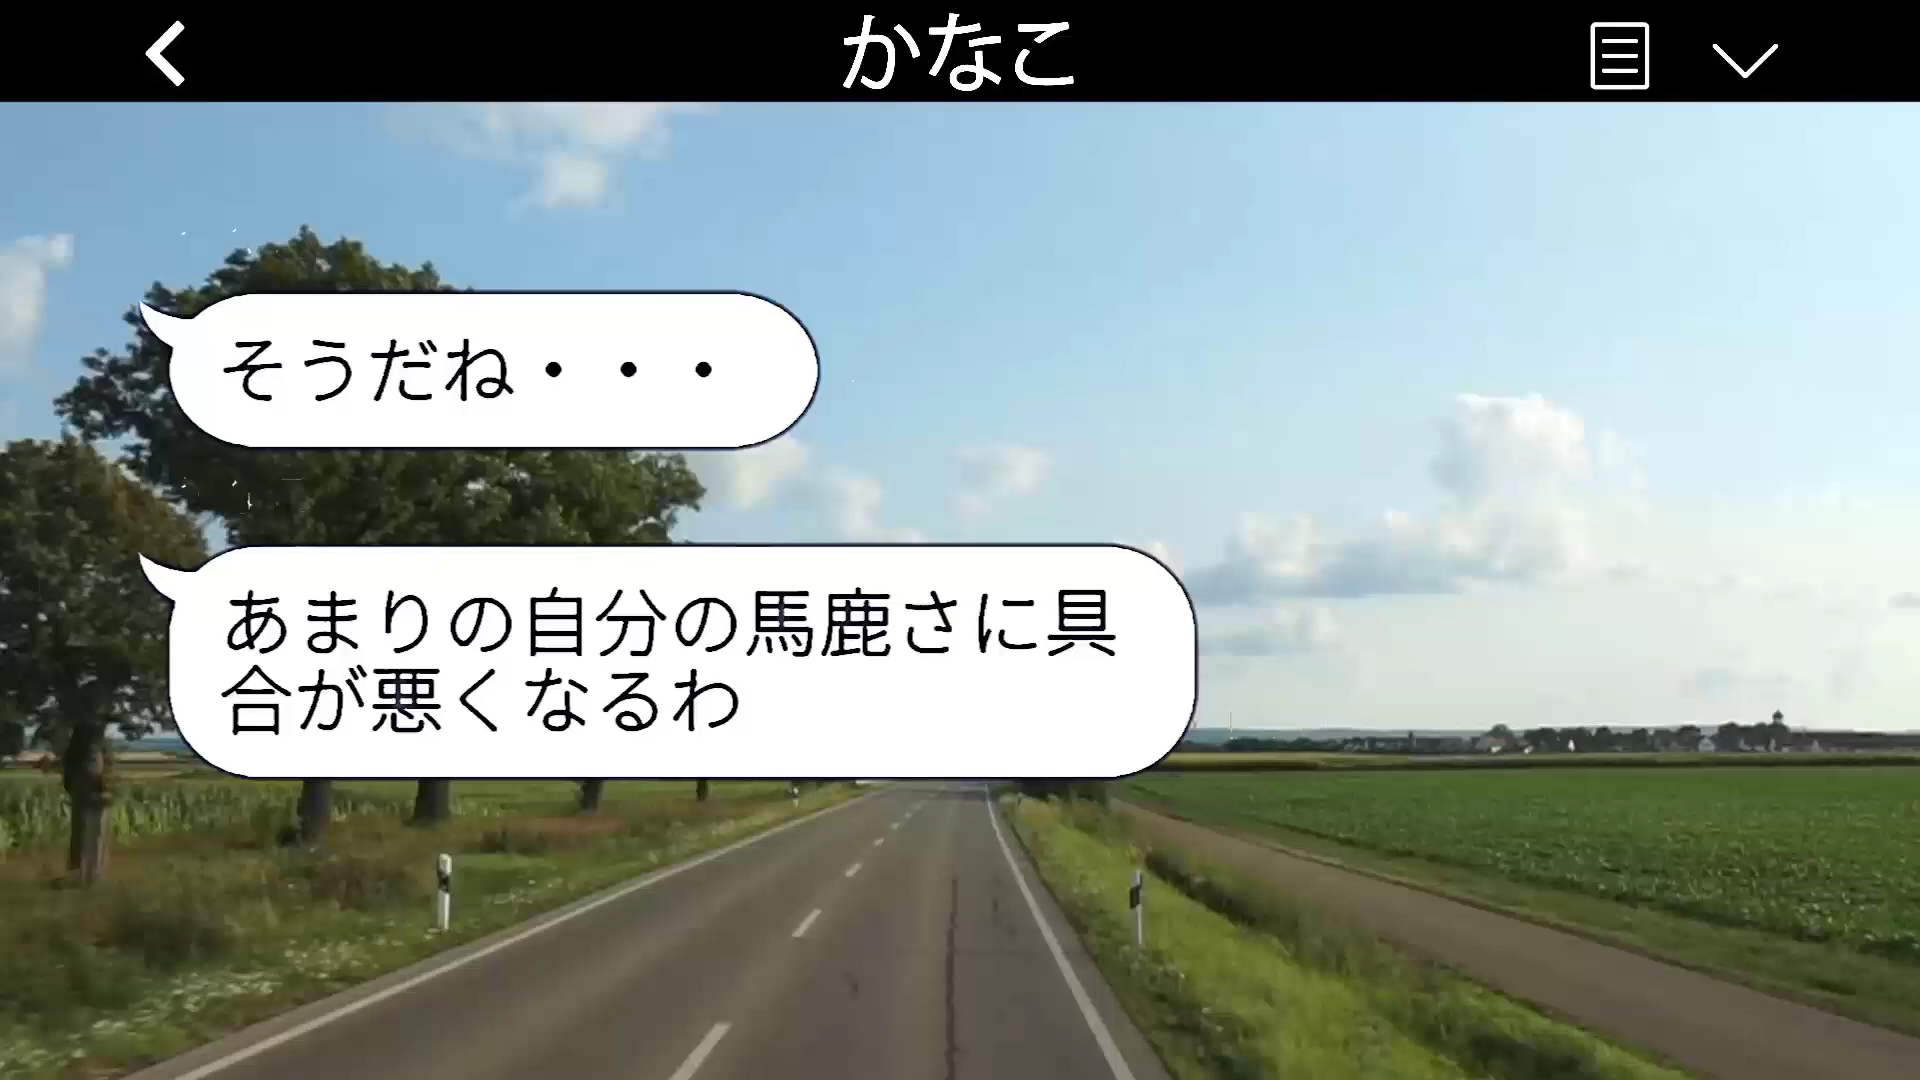 かなこ
そうだね・・・
あまりの自分の馬鹿さに具
合が悪くなるわ